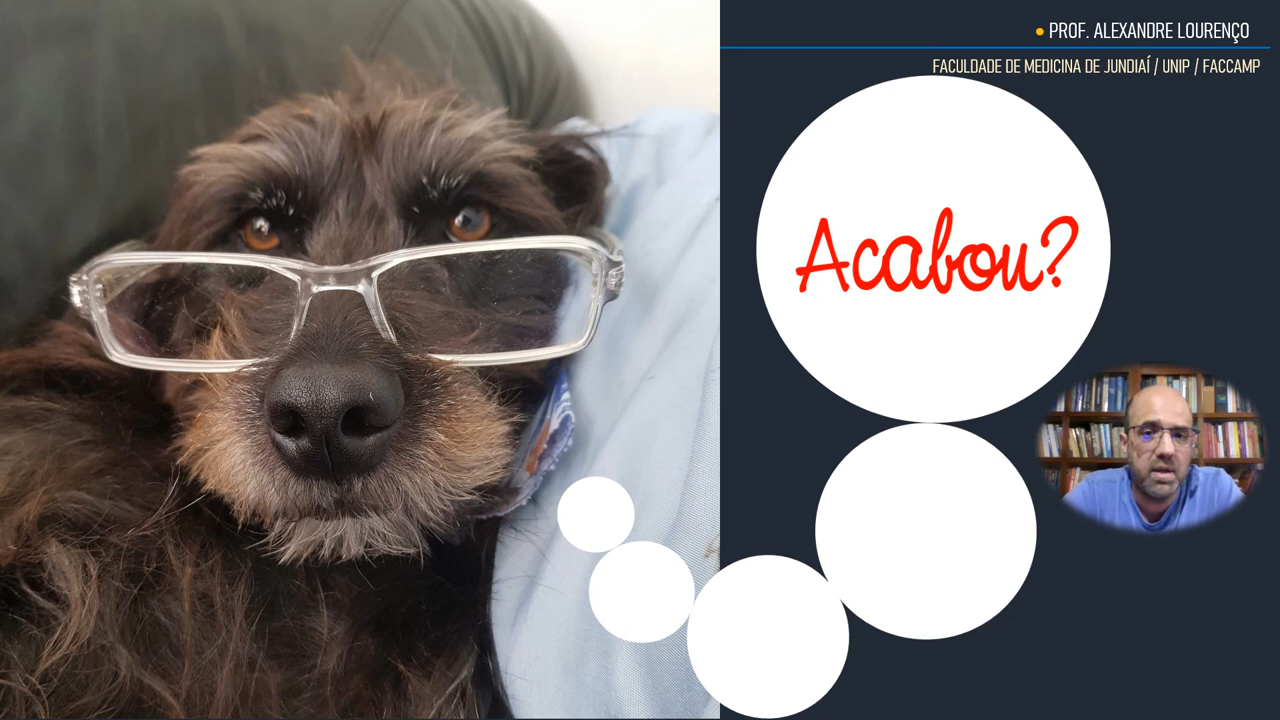 PROF. ALEXANDRE LOURENÇO
FACULDADE DE MEDICINA DE JUNDIAÍ / UNIP / FACCAMP
Acabou?